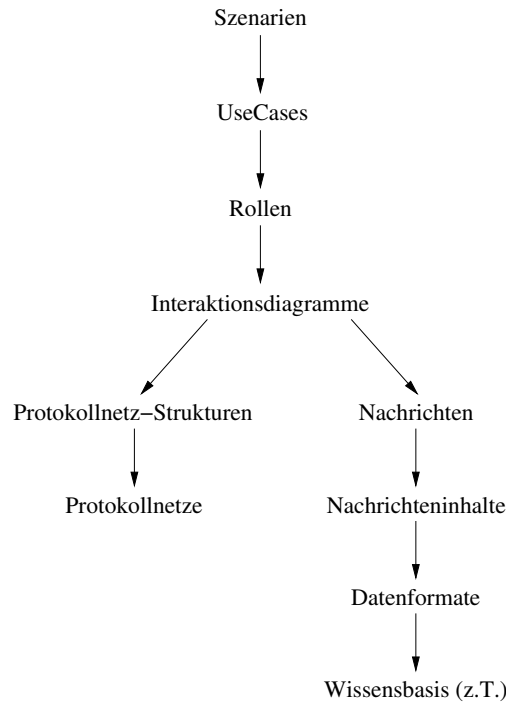 Szenarien
UseCases
Rollen
Interaktionsdiagramme
Protokollnetz−Strukturen
Nachrichten
Protokollnetze
Nachrichteninhalte
Datenformate
Wissensbasis (z.T.)